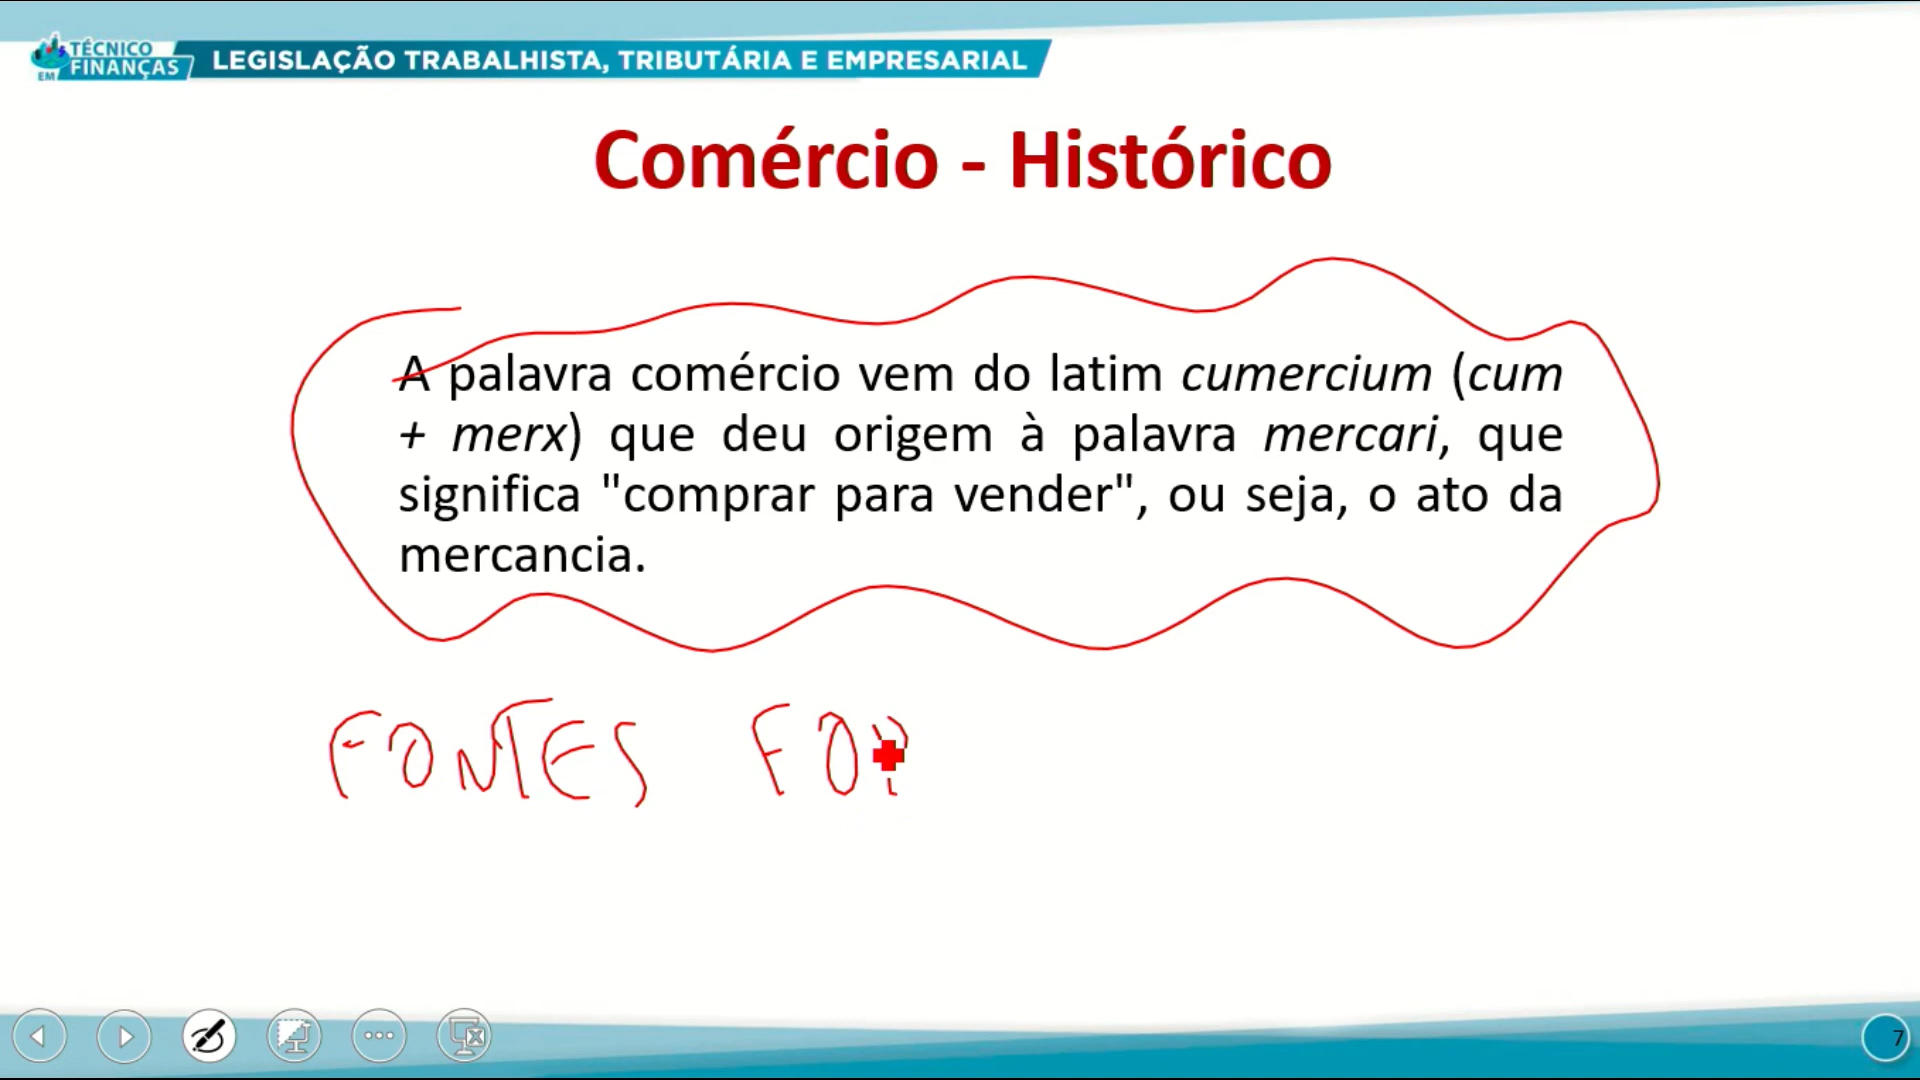 TÉCNICO
EM FINANÇAS
LEGISLAÇÃO TRABALHISTA, TRIBUTÁRIA E EMPRESARIAL
Comércio - Histórico
A palavra comércio vem do latim cumercium (cum
+ merx) que deu origem à palavra mercari, que
significa "comprar para vender", ou seja, o ato da
mercancia.
FONTES FOR
7